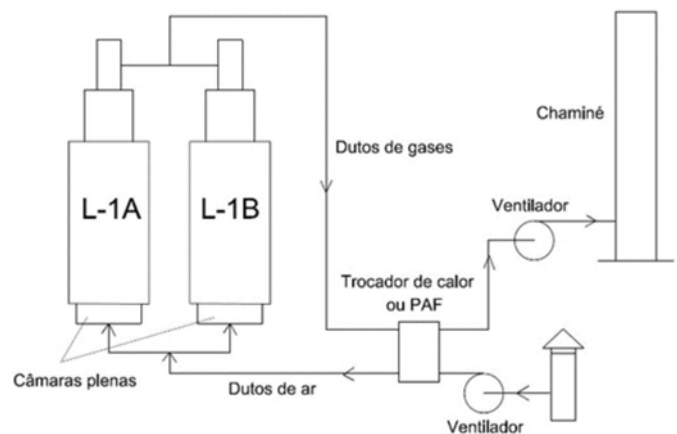 Chaminé
Dutos de gases
L-1A
L-1B
Ventilador
Trocador de calor
ou PAF
Câmaras plenas
Dutos de ar
Ventilador